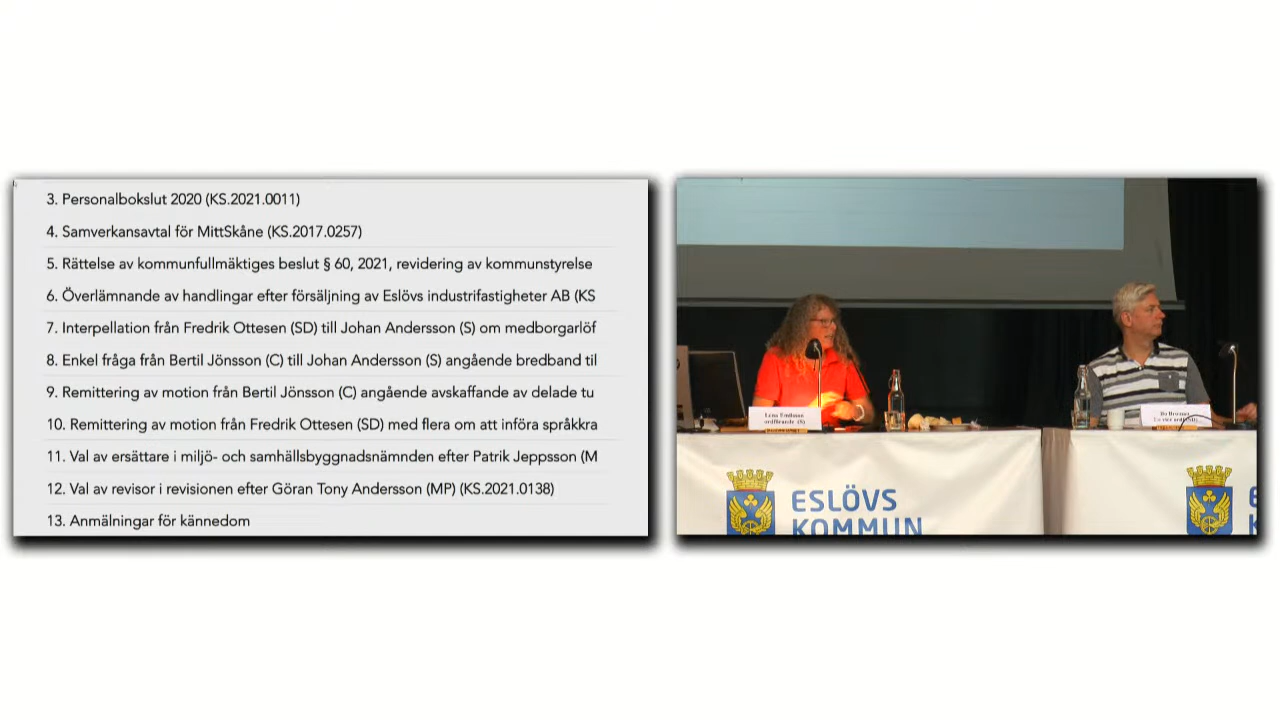 3. Personalbokslut 2020 (KS.2021.0011)
4. Samverkansavtal för MittSkåne (KS.2017.0257)
5. Rättelse av kommunfullmäktiges beslut § 60, 2021, revidering av kommunstyrelse
6. Överlämnande av handlingar efter försäljning av Eslövs industrifastigheter AB (KS
7. Interpellation från Fredrik Ottesen (SD) till Johan Andersson (S) om medborgarlöf
8. Enkel fråga från Bertil Jönsson (C) till Johan Andersson (S) angående bredband til
9. Remittering av motion från Bertil Jönsson (C) angående avskaffande av delade tu
10. Remittering av motion från Fredrik Ottesen (SD) med flera om att införa språkkra
11. Val av ersättare i miljö- och samhällsbyggnadsnämnden efter Patrik Jeppsson (M
12. Val av revisor i revisionen efter Göran Tony Andersson (MP) (KS.2021.0138)
13. Anmälningar för kännedom
Lena Emilsson
ordförande (S)
ESLÖVS
KOMMUN